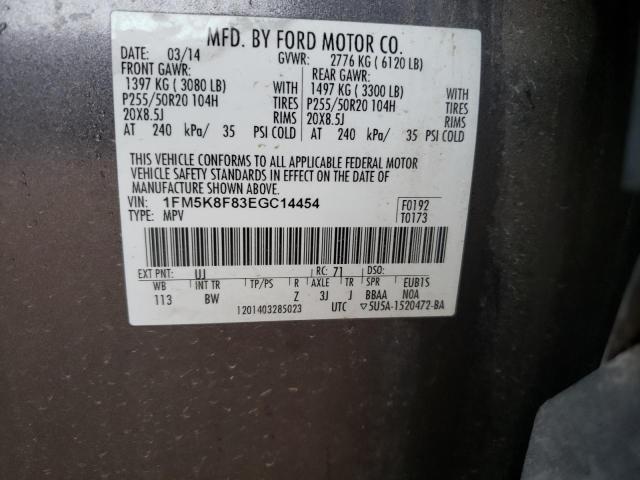 MFD. BY FORD MOTOR CO.
DATE: 03/14 GVWR: 2776 KG ( 6120 LB)
FRONT GAWR: REAR GAWR:
1397 KG ( 3080 LB) WITH 1497 KG ( 3300 LB) WITH
P255/50R20 104H TIRES P255/50R20 104H TIRES
20X8.5J RIMS 20X8.5J RIMS
AT 240 kPa/ 35 PSI COLD AT 240 kPa/ 35 PSI COLD
THIS VEHICLE CONFORMS TO ALL APPLICABLE FEDERAL MOTOR
VEHICLE SAFETY STANDARDS IN EFFECT ON THE DATE OF
MANUFACTURE SHOWN ABOVE.
VIN: 1FM5K8F83EGC14454 F0192
TYPE: MPV T0173
EXT PNT: UJ RC: 71 DSO:
WB INT TR TP/PS R AXLE TR SPR EUB1S
113 BW Z 3J J BBAA NOA
1201403285023 UTC ▽5U5A-1520472-BA